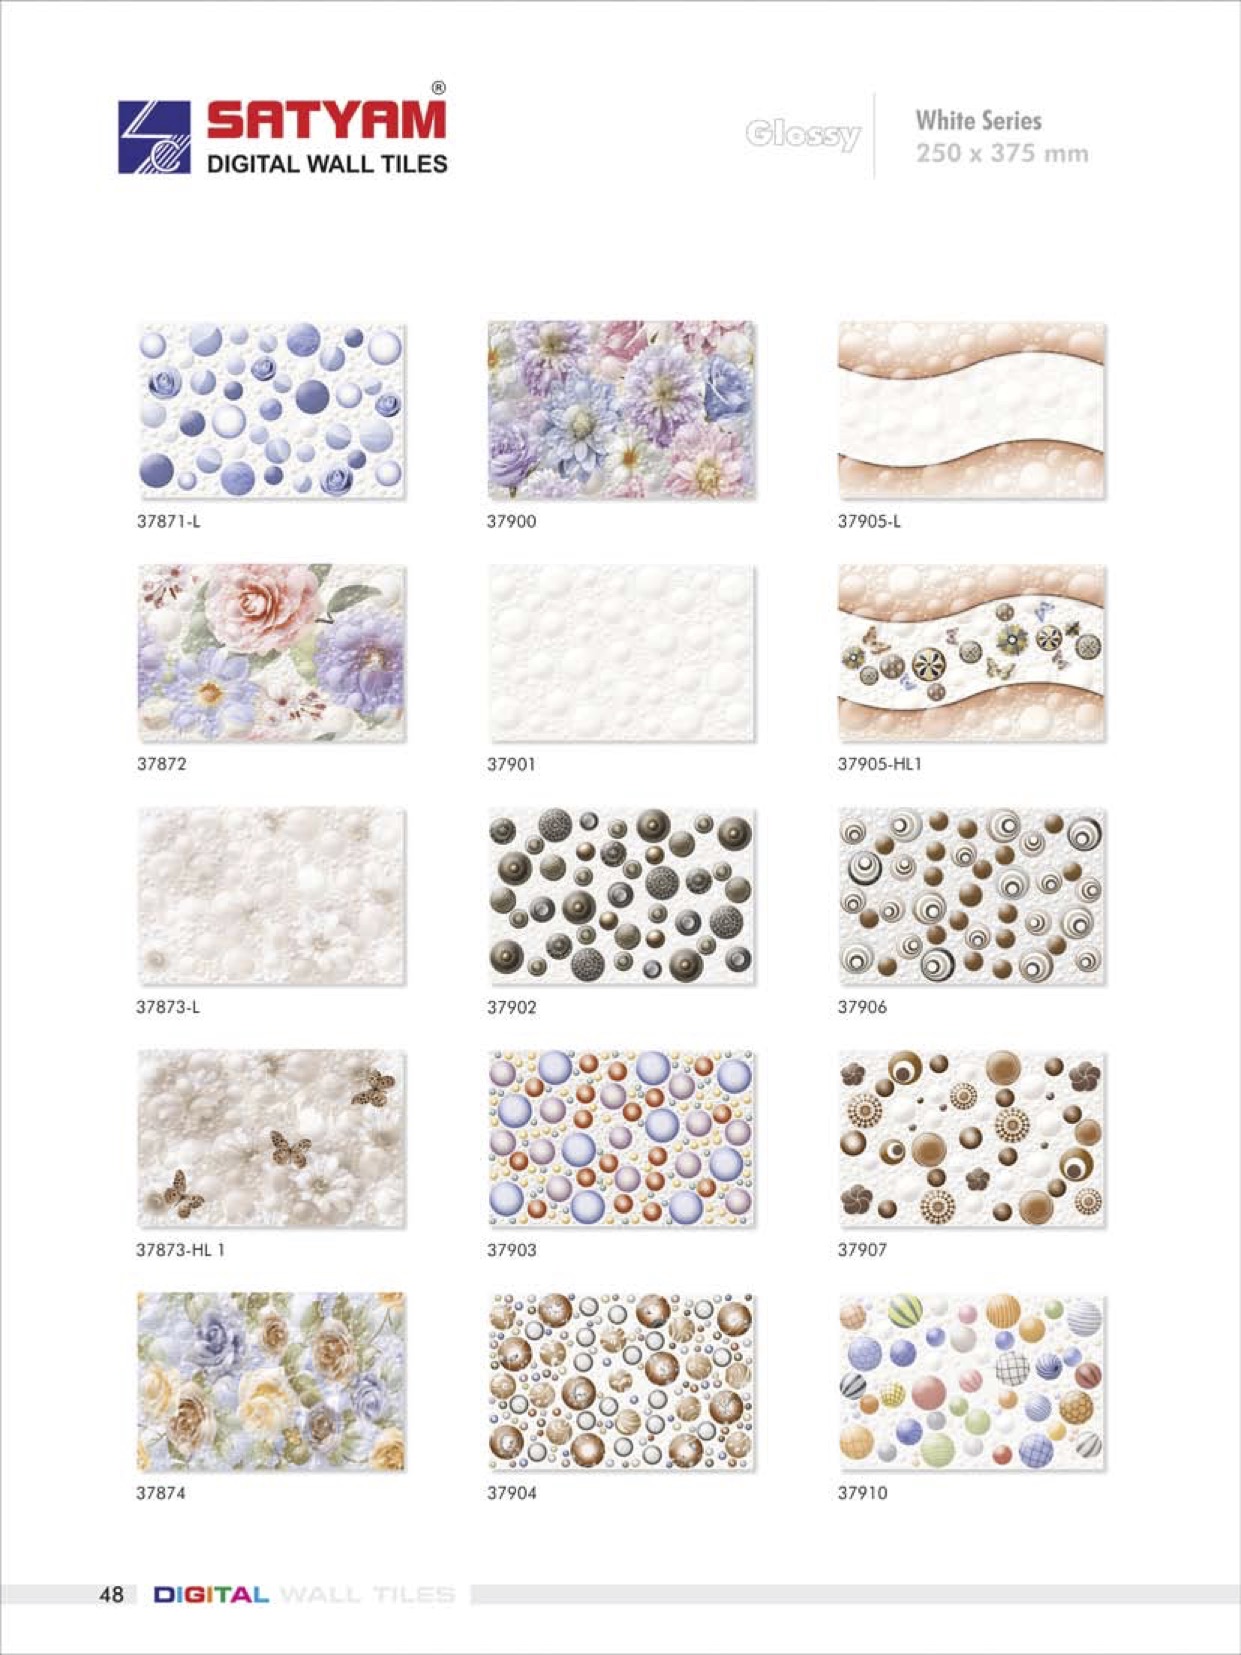 ®
SATYAM
DIGITAL WALL TILES
Glossy
White Series
250 x 375 mm
37871-L
37900
37905-L
37872
37901
37905-HL1
37873-L
37902
37906
37873-HL 1
37903
37907
37874
37904
37910
48 DIGITAL WALL TILES